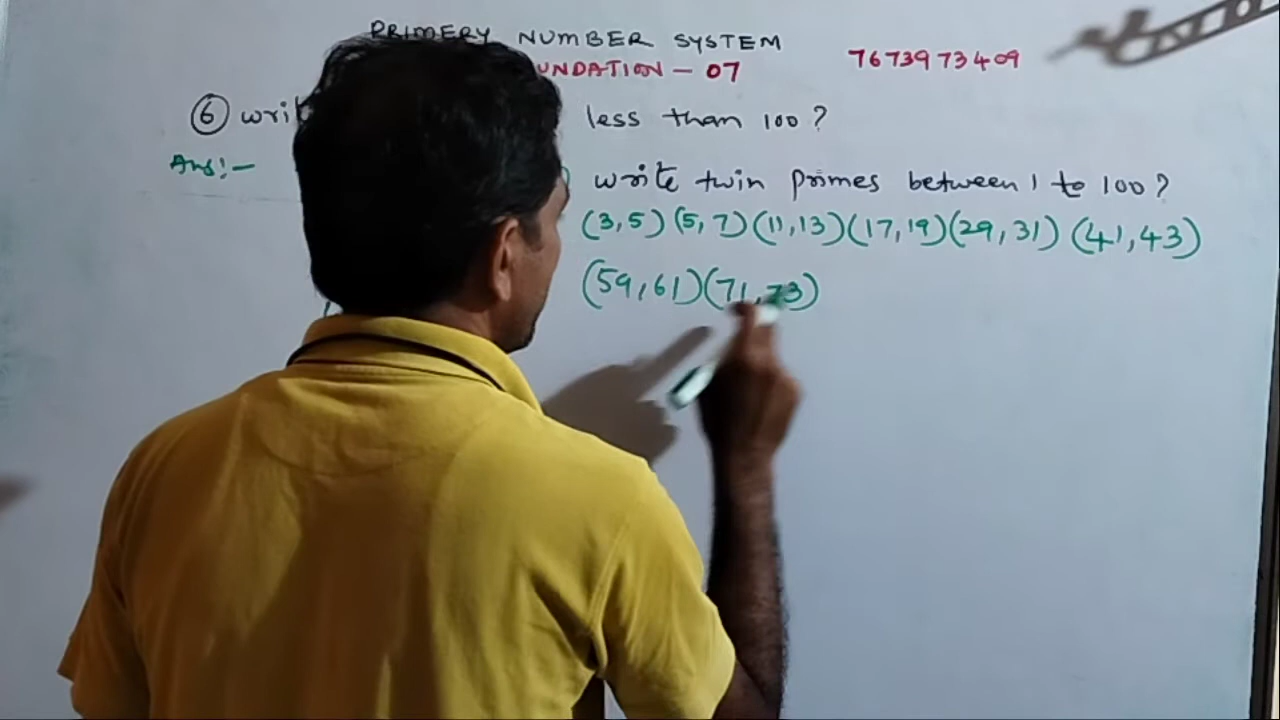 PRIMERY NUMBER SYSTEM
UNDATION - 07
7673973409
6 writ less than 100?
Ans:-
write twin primes between 1 to 100?
(3,5) (5,7) (11,13) (17,19) (29,31) (41,43)
(59,61) (71,73)